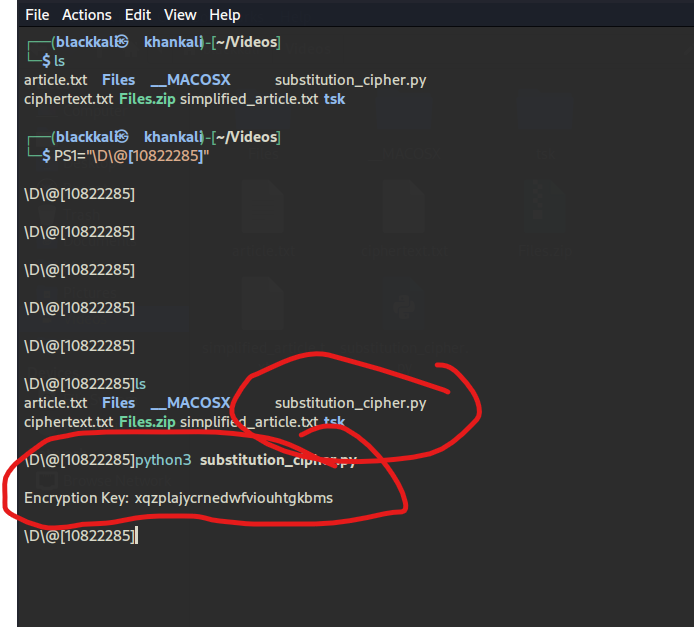 File Actions Edit View Help
┌──(blackkali㉿ khankali)-[~/Videos]
└─$ ls
article.txt Files __MACOSX substitution_cipher.py
ciphertext.txt Files.zip simplified_article.txt tsk
┌──(blackkali㉿ khankali)-[~/Videos]
└─$ PS1="\D\@[10822285]"
\D\@[10822285]
\D\@[10822285]
\D\@[10822285]
\D\@[10822285]
\D\@[10822285]
\D\@[10822285]ls
article.txt Files __MACOSX substitution_cipher.py
ciphertext.txt Files.zip simplified_article.txt tsk
\D\@[10822285]python3 substitution_cipher.py
Encryption Key: xqzplajycrnedwfviouhtgkbms
\D\@[10822285]